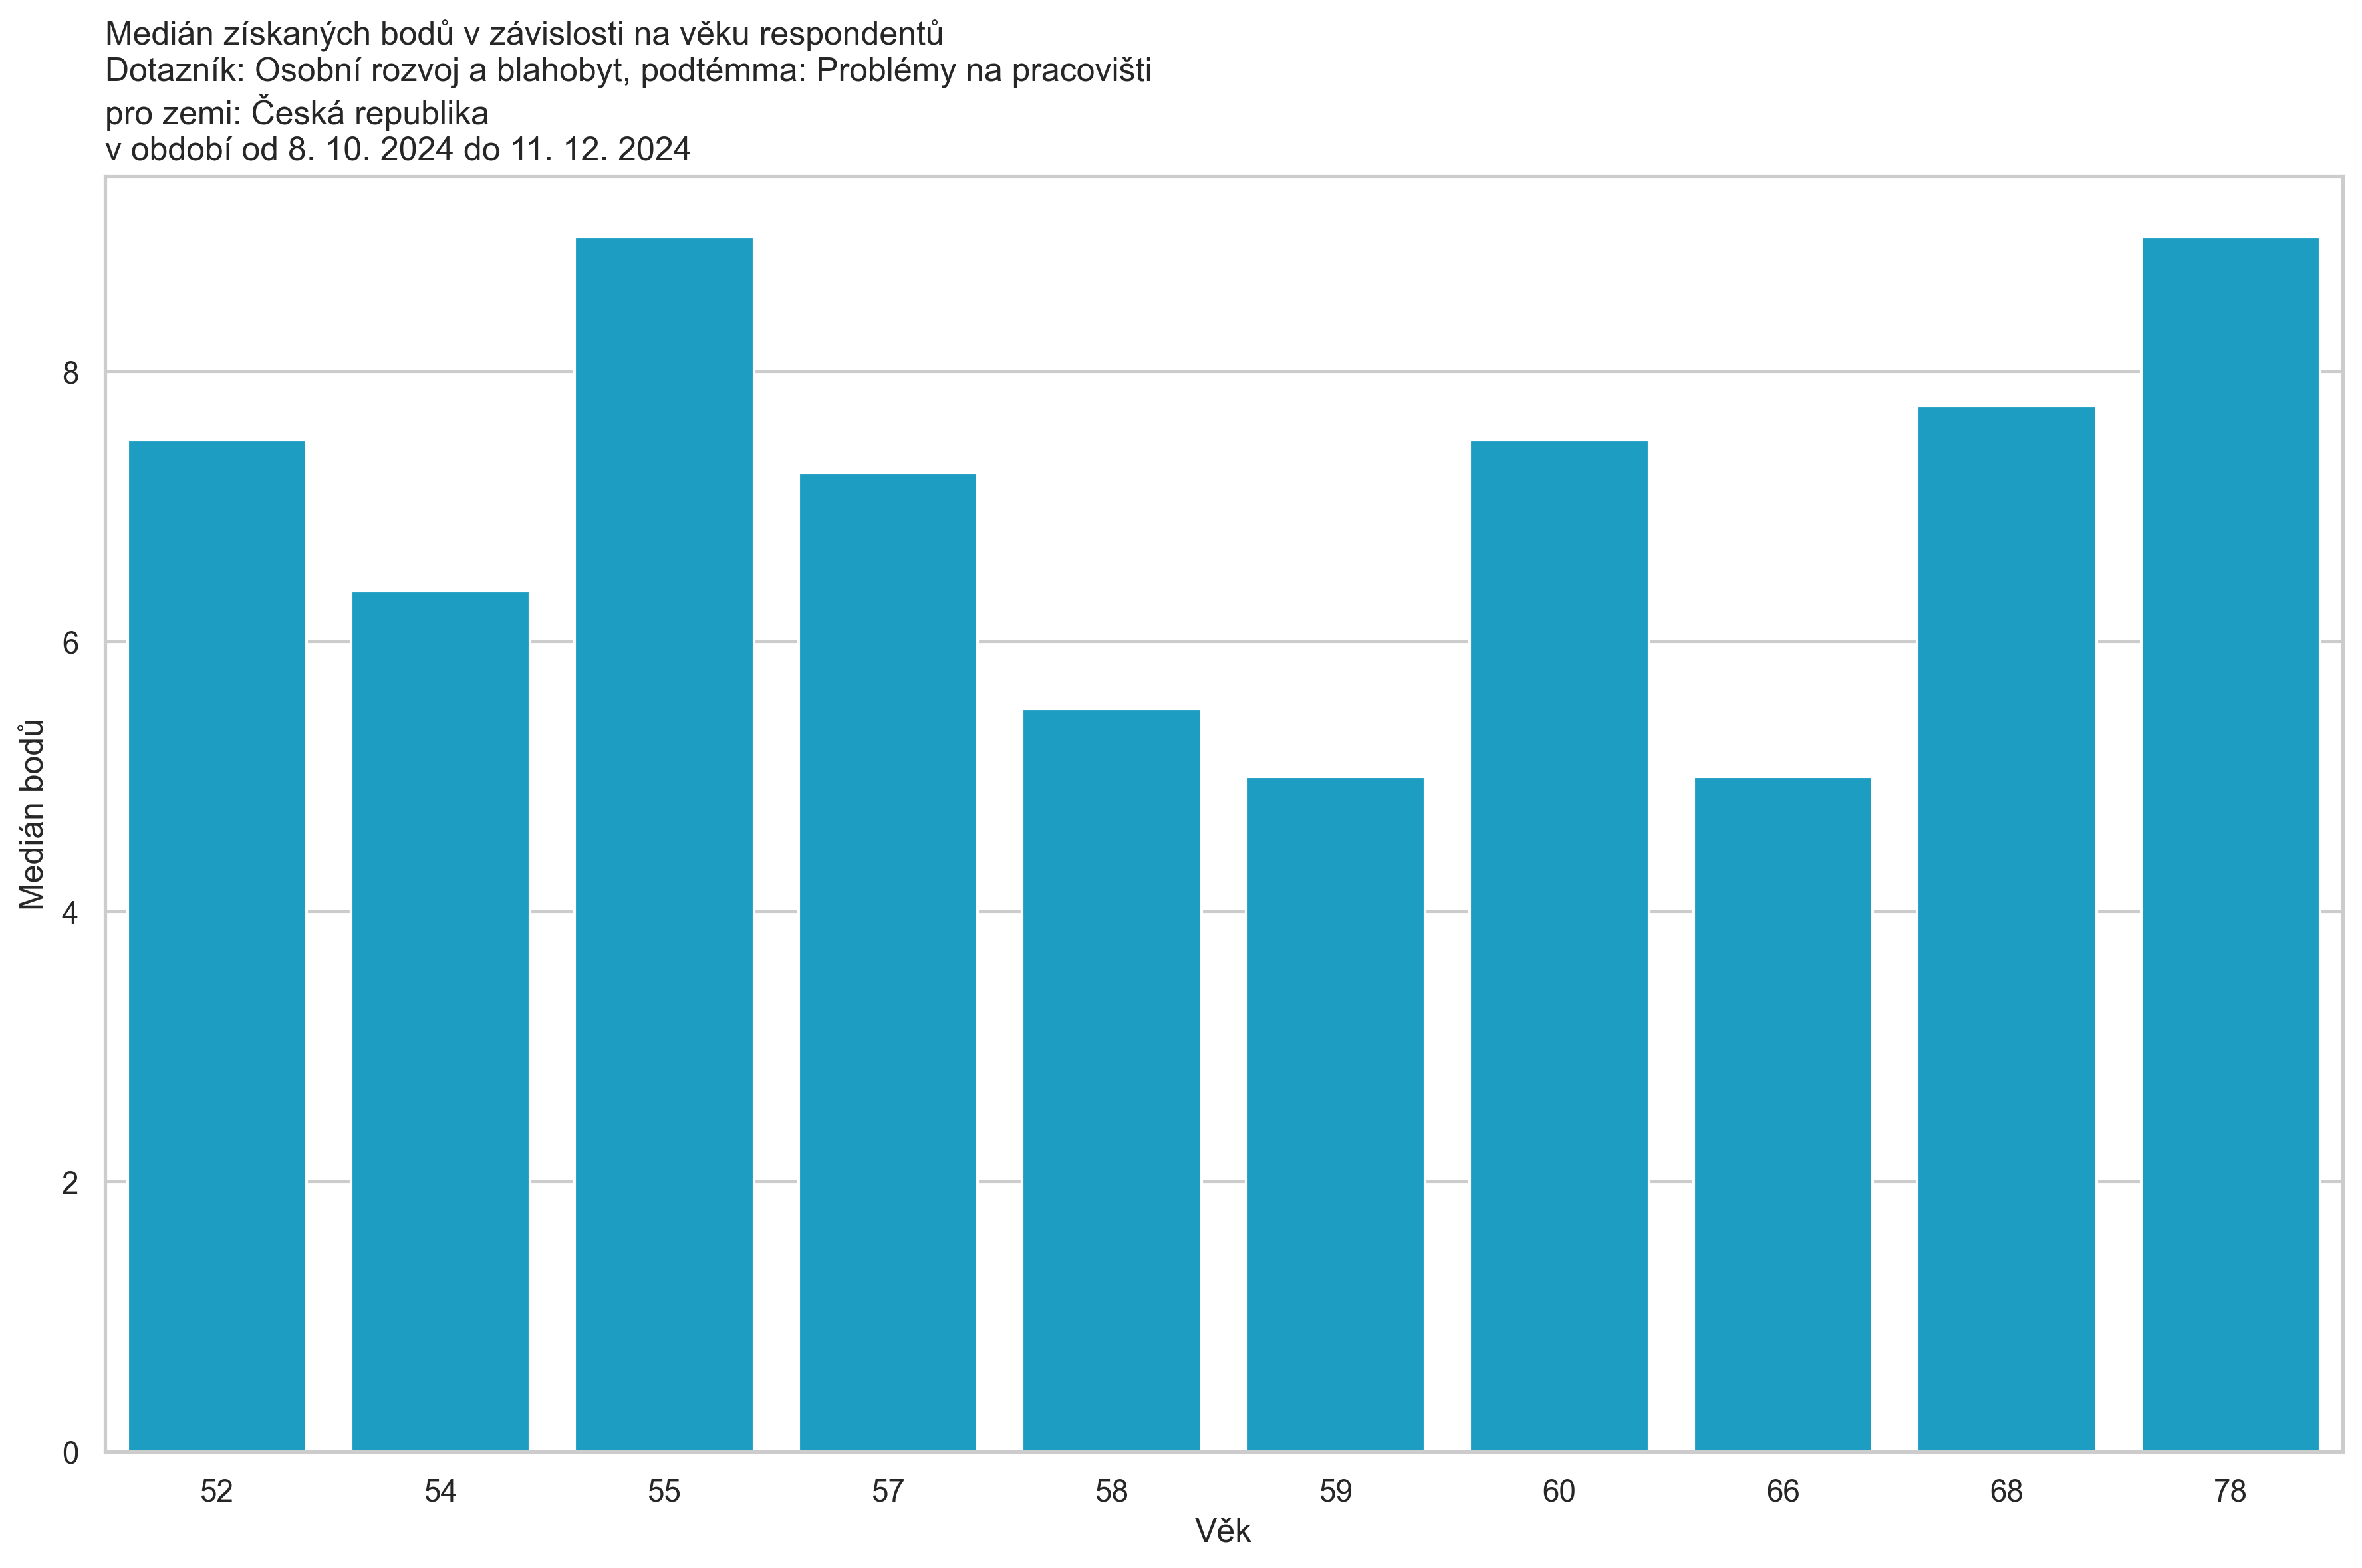 Medián získaných bodů v závislosti na věku respondentů
Dotazník: Osobní rozvoj a blahobyt, podtémma: Problémy na pracovišti
pro zemi: Česká republika
v období od 8. 10. 2024 do 11. 12. 2024
8
6
4
2
0
Medián bodů
52 54 55 57 58 59 60 66 68 78
Věk